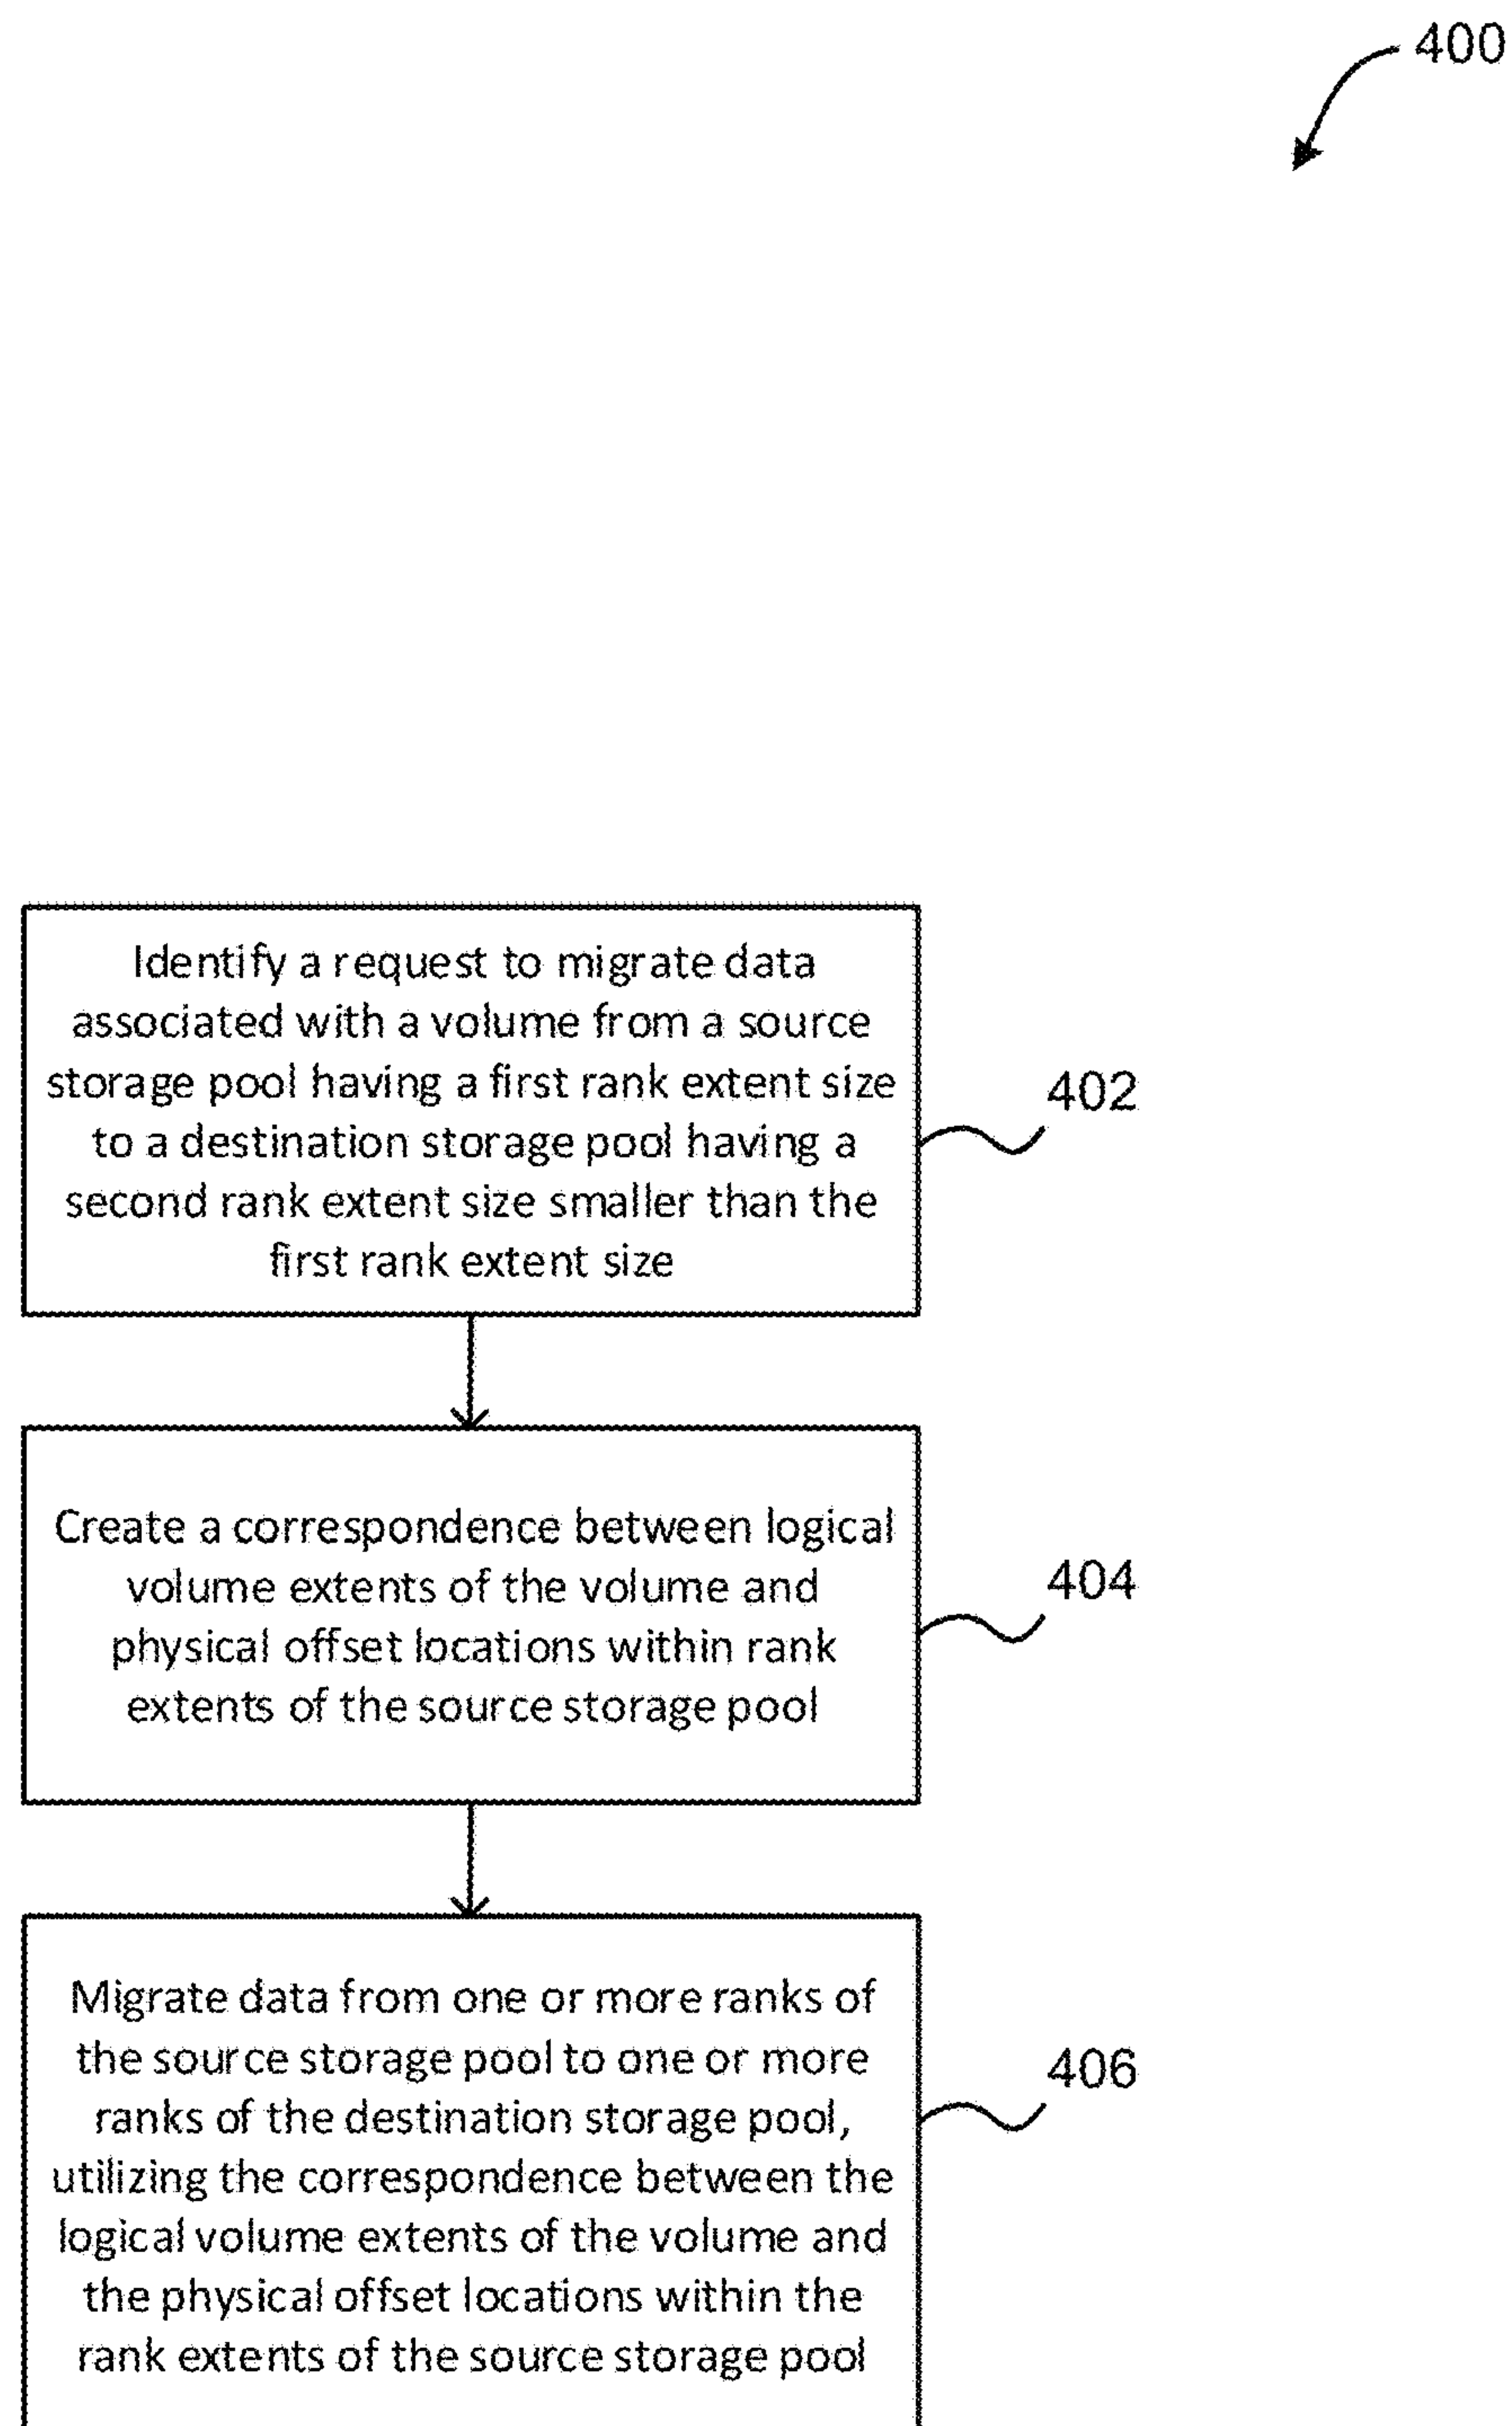 400
Identify a request to migrate data
associated with a volume from a source
storage pool having a first rank extent size
to a destination storage pool having a
second rank extent size smaller than the
first rank extent size
402
Create a correspondence between logical
volume extents of the volume and
physical offset locations within rank
extents of the source storage pool
404
Migrate data from one or more ranks of
the source storage pool to one or more
ranks of the destination storage pool,
utilizing the correspondence between the
logical volume extents of the volume and
the physical offset locations within the
rank extents of the source storage pool
406